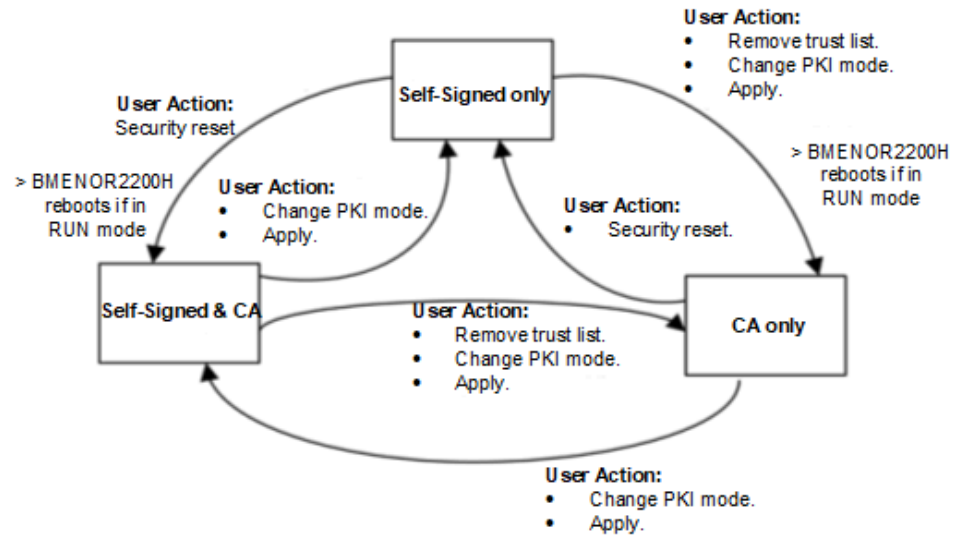 User Action:
• Remove trust list.
• Change PKI mode.
• Apply.
Self-Signed only
User Action:
Security reset
> BMENOR2200H
reboots if in
RUN mode
> BMENOR2200H
reboots if in
RUN mode
User Action:
• Change PKI mode.
• Apply.
User Action:
• Security reset.
Self-Signed & CA
User Action:
• Remove trust list.
• Change PKI mode.
• Apply.
CA only
User Action:
• Change PKI mode.
• Apply.